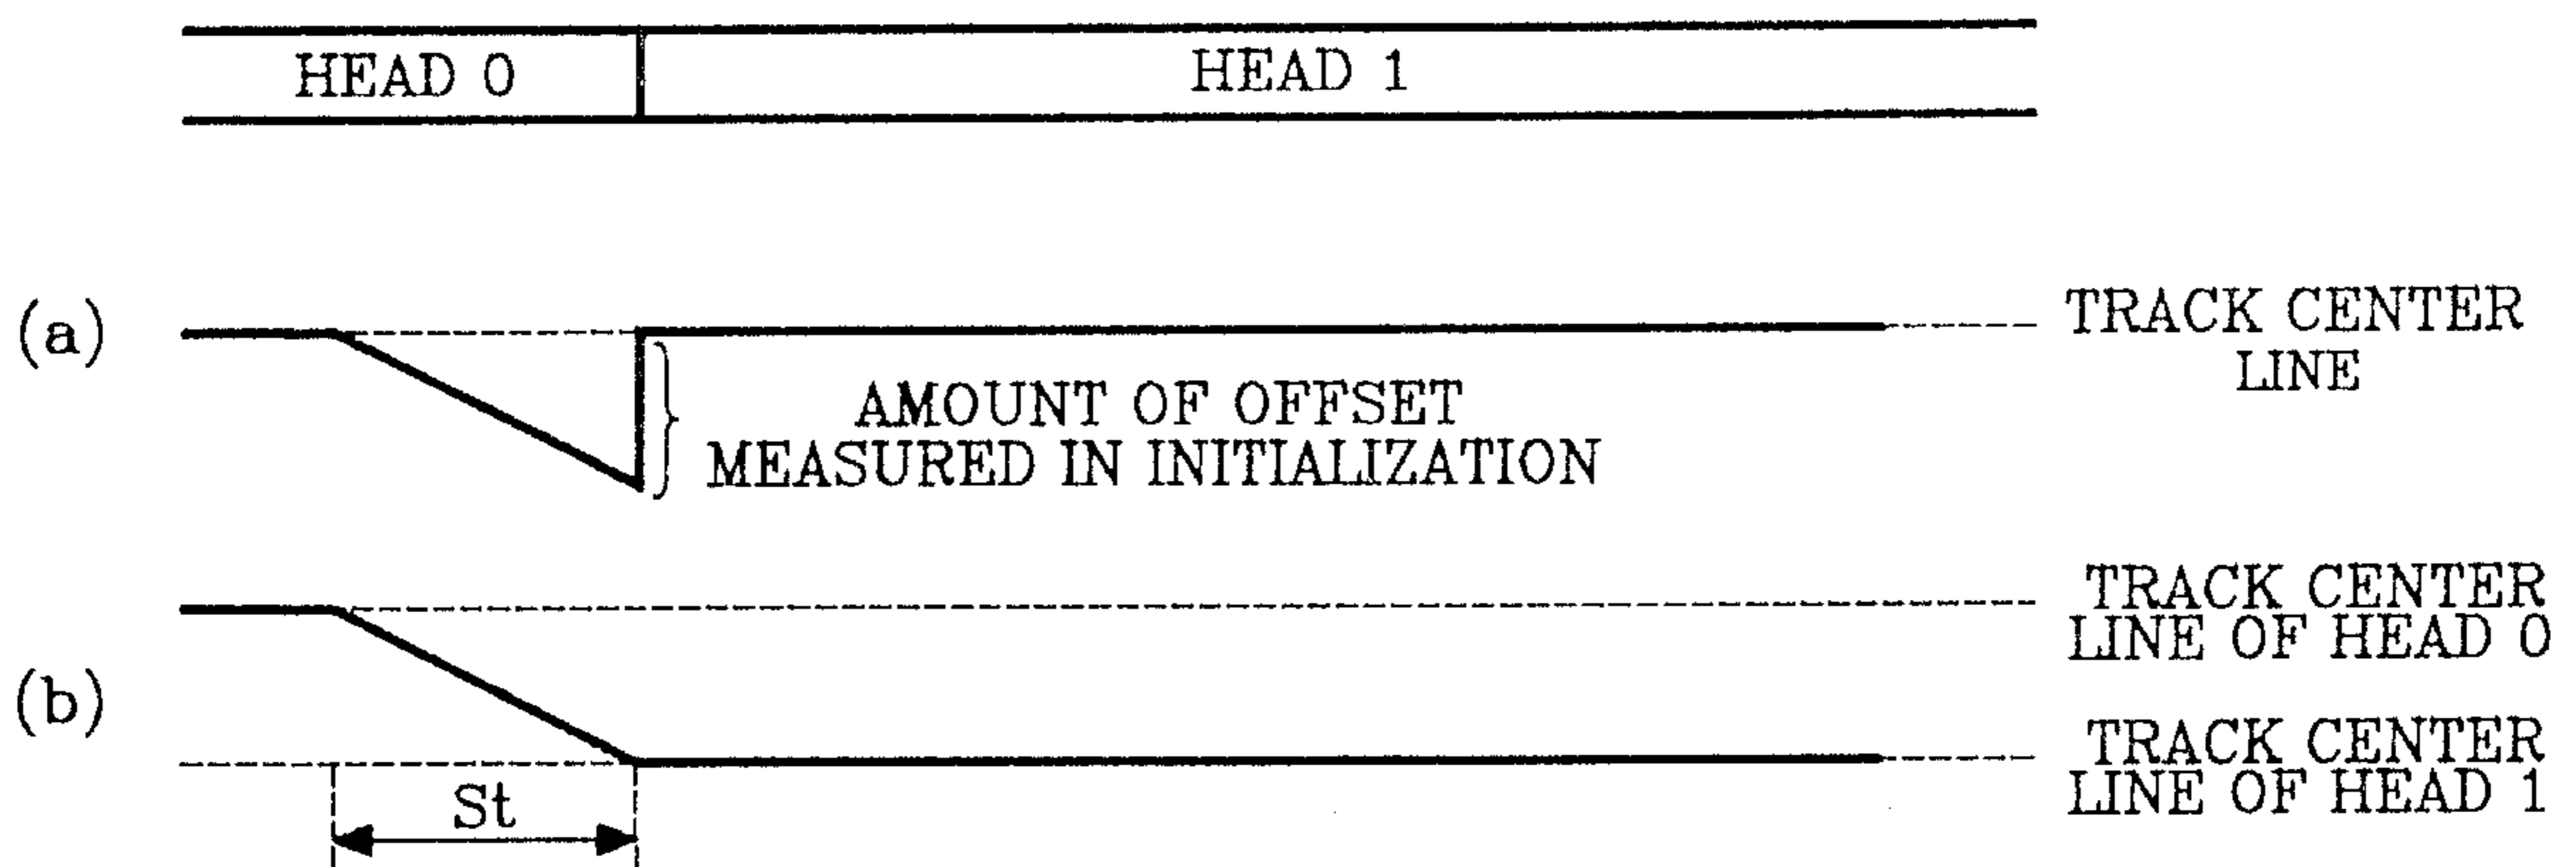 HEAD 0
HEAD 1
(a)
TRACK CENTER
LINE
AMOUNT OF OFFSET
MEASURED IN INITIALIZATION
TRACK CENTER
LINE OF HEAD 0
(b)
TRACK CENTER
LINE OF HEAD 1
St